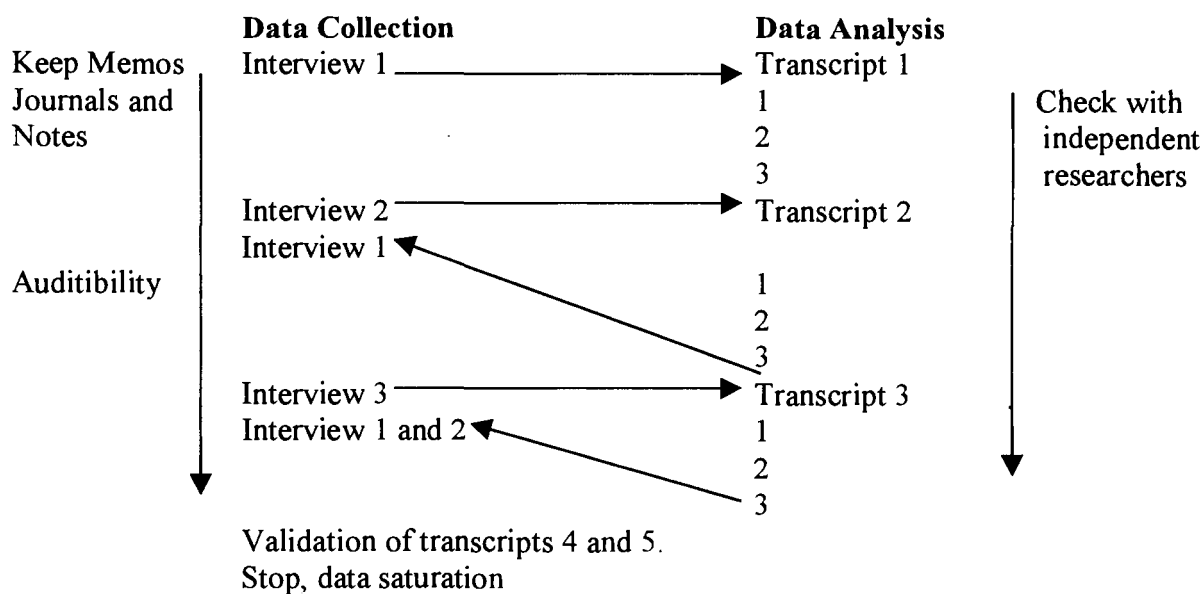 Data Collection Data Analysis
Keep Memos Interview 1 Transcript 1
Journals and 1 Check with
Notes 2 independent
3 researchers
Interview 2 Transcript 2
Interview 1
Auditibility 1
2
3
Interview 3 Transcript 3
Interview 1 and 2 1
2
3
Validation of transcripts 4 and 5.
Stop, data saturation